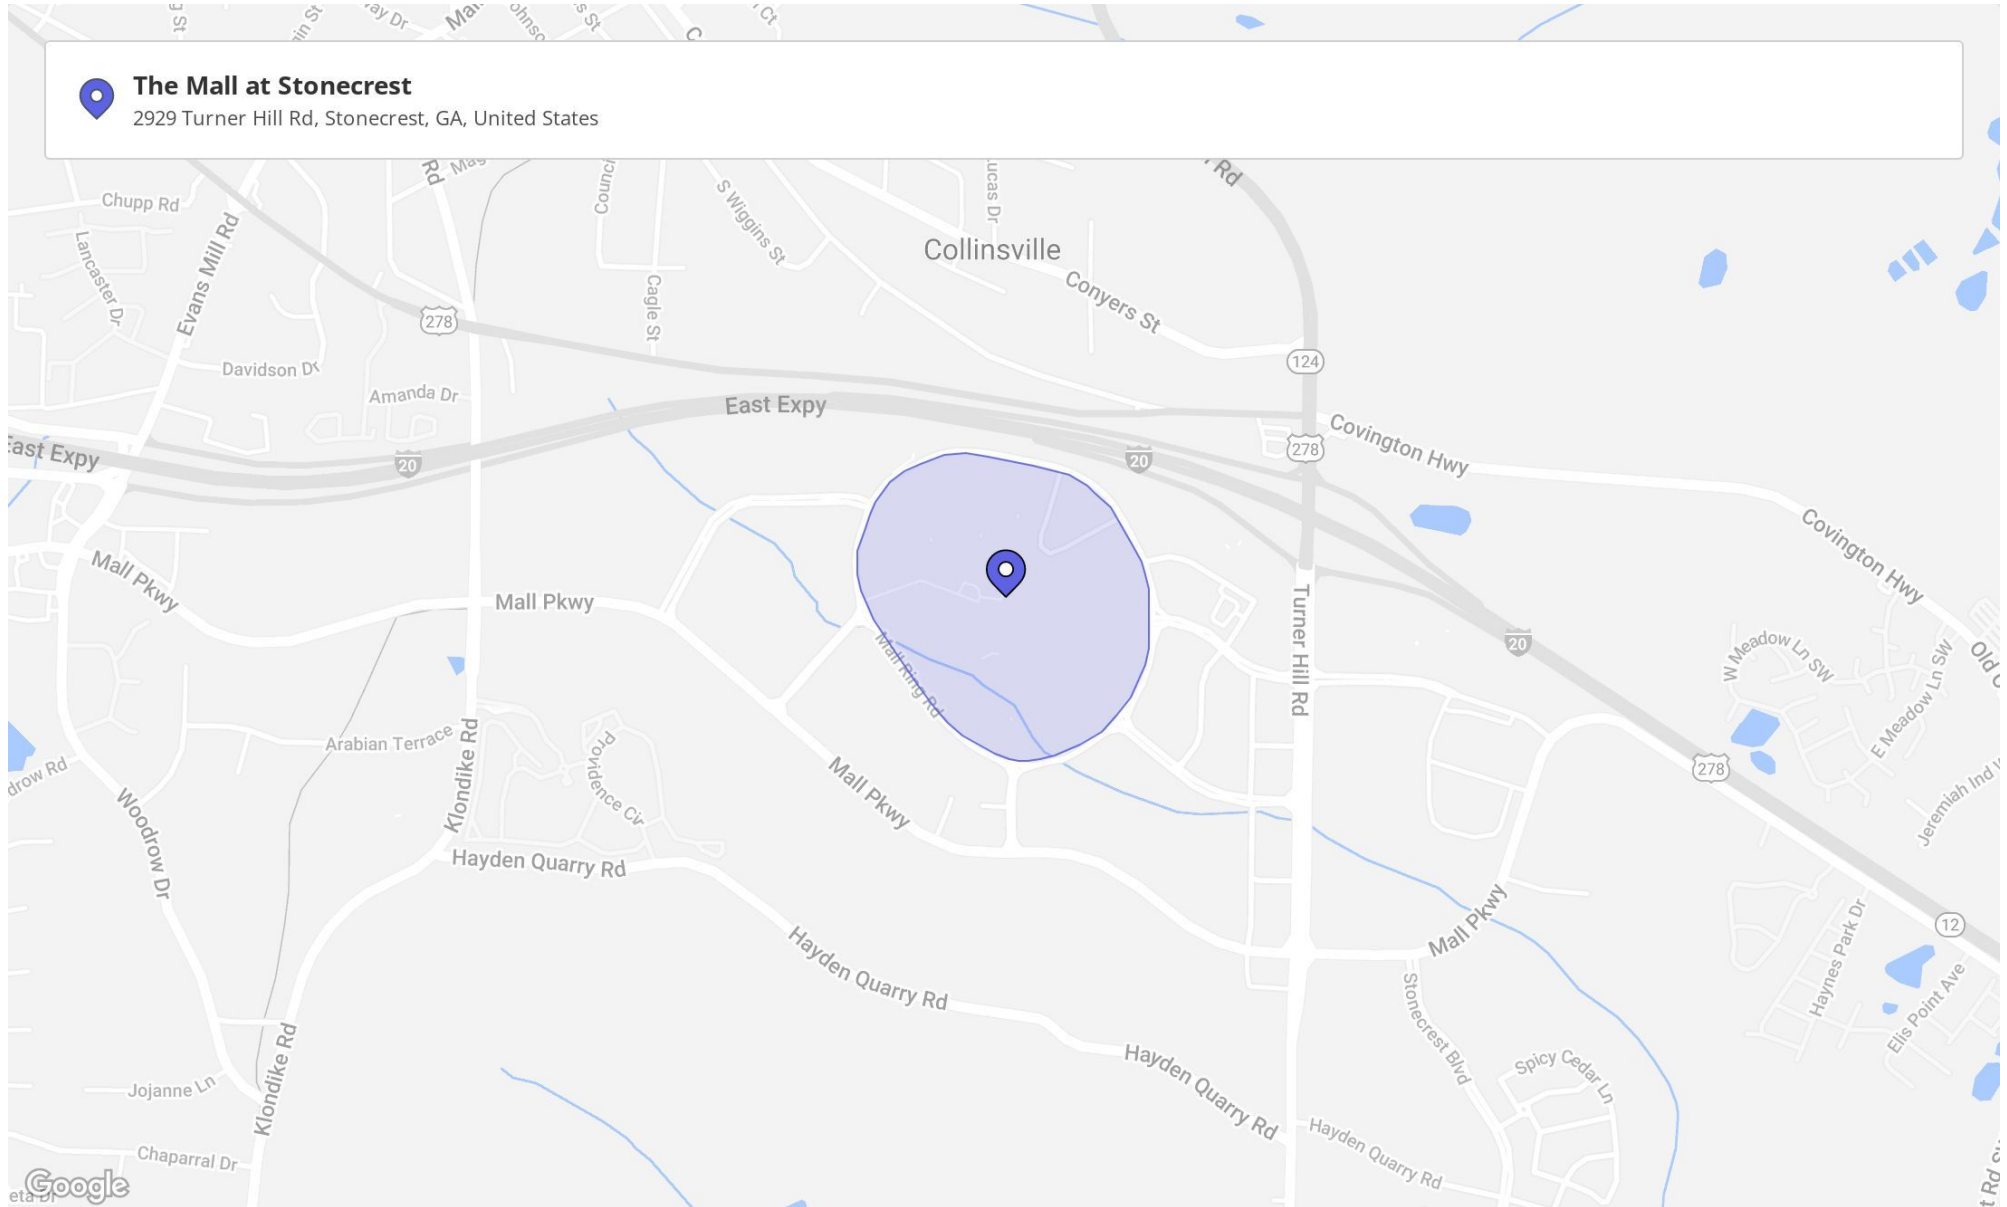 The Mall at Stonecrest
2929 Turner Hill Rd, Stonecrest, GA, United States
Rd
Rd
Chupp Rd
Lancaster Dr
Evans Mill Rd
S Wiggins St
Collinsville
Conyers St
Cagle St
278
Davidson Dr
Amanda Dr
124
East Expy
East Expy
20
20
278
Covington Hwy
Covington Hwy
Mall Pkwy
Mall Pkwy
Mall Ring Rd
Turner Hill Rd
20
W Meadow Ln SW
E Meadow Ln SW
Arabian Terrace
Klondike Rd
Providence Cir
Mall Pkwy
278
Woodrow Dr
Hayden Quarry Rd
Hayden Quarry Rd
Mall Pkwy
12
Haynes Park Dr
Elis Point Ave
Stonecrest Blvd
Klondike Rd
Jojanne Ln
Hayden Quarry Rd
Spicy Cedar Ln
Hayden Quarry Rd
Chaparral Dr
Google